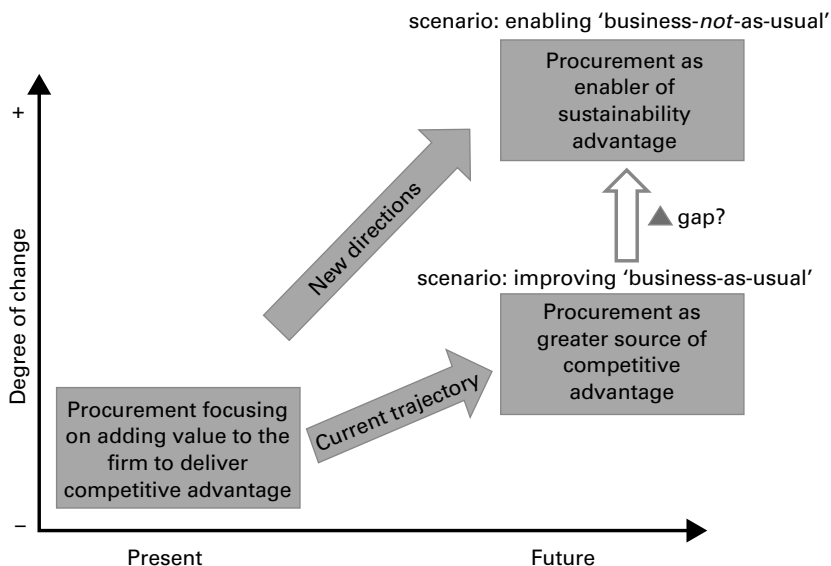 scenario: enabling ‘business-not-as-usual’
Procurement as
enabler of
sustainability
advantage
+
New directions
gap?
Degree of change
scenario: improving ‘business-as-usual’
Procurement as
greater source of
competitive
advantage
Current trajectory
Procurement focusing
on adding value to the
firm to deliver
competitive advantage
–
Present
Future